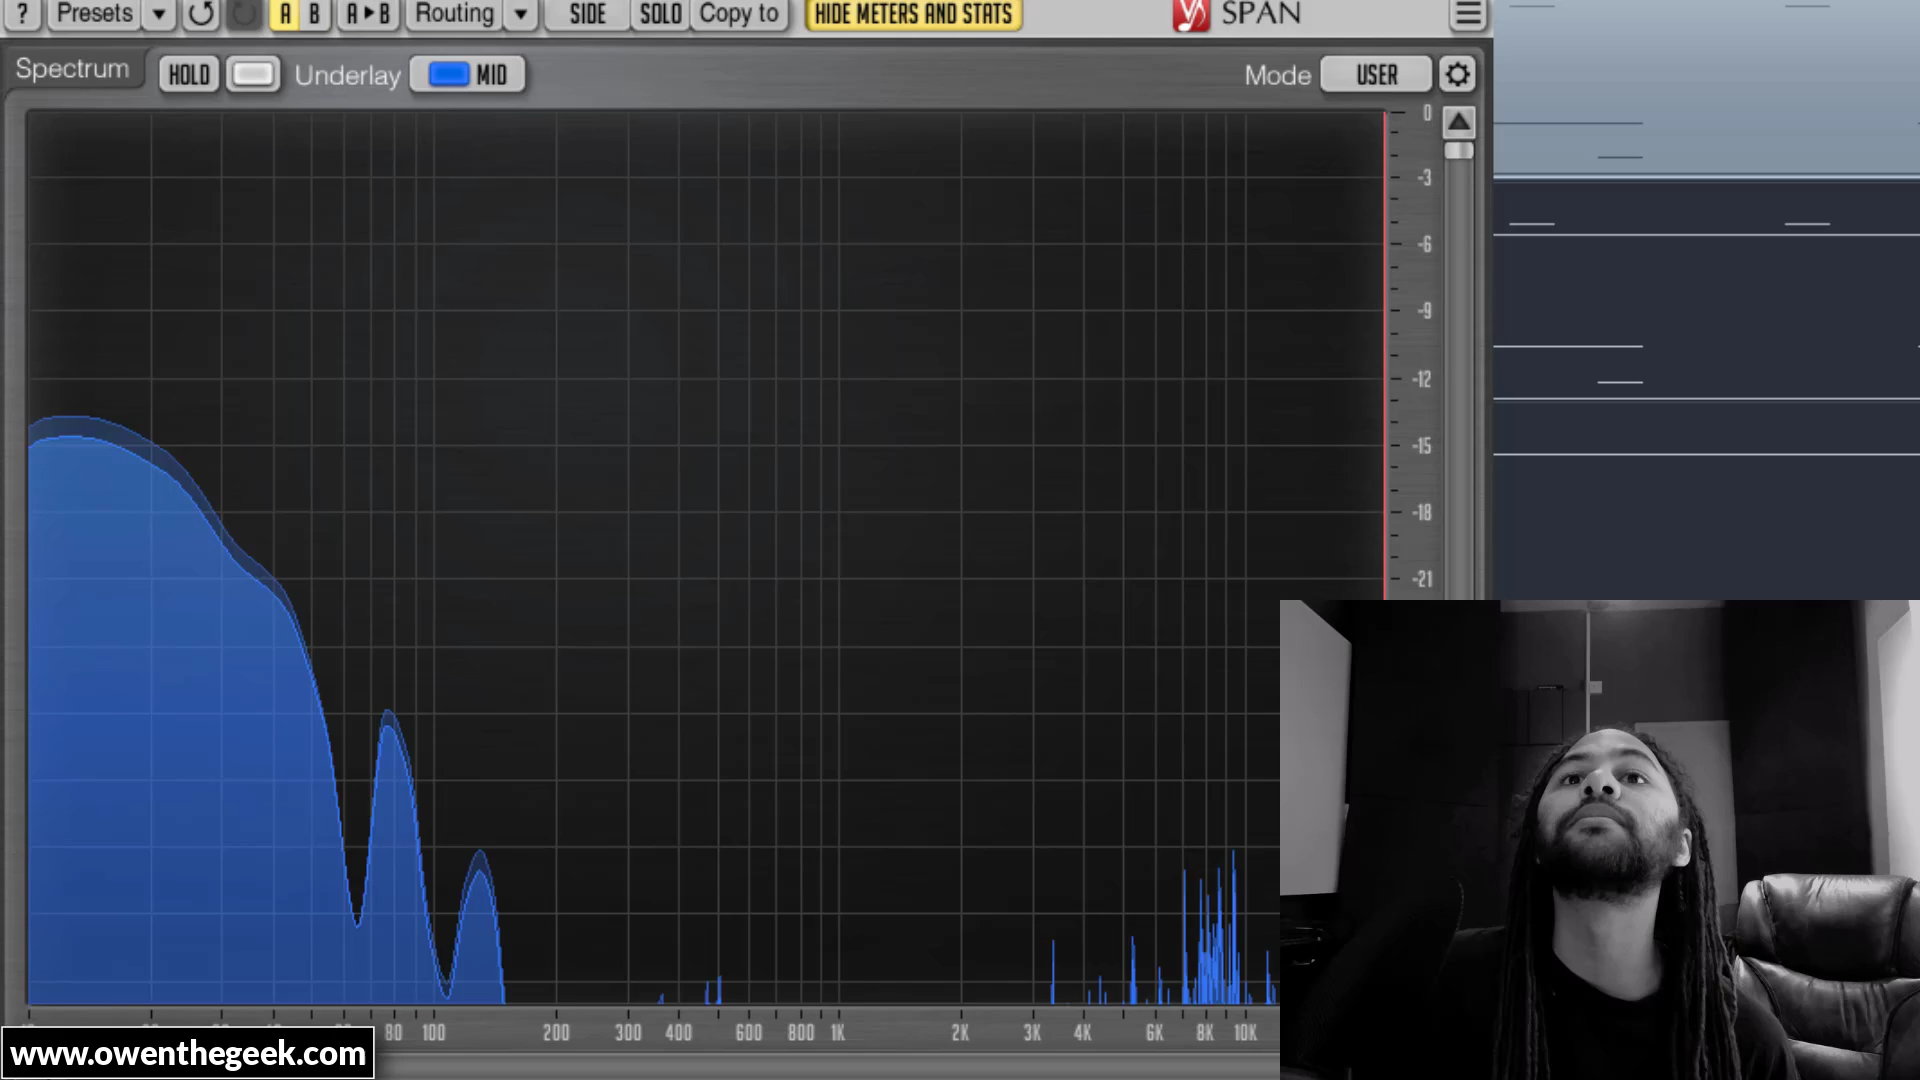 ? Presets A B A▸B Routing SIDE SOLO Copy to HIDE METERS AND STATS SPAN
Spectrum HOLD Underlay MID Mode USER
0
-3
-6
-9
-12
-15
-18
-21
80 100 200 300 400 600 800 1K 2K 3K 4K 6K 8K 10K
www.owenthegeek.com